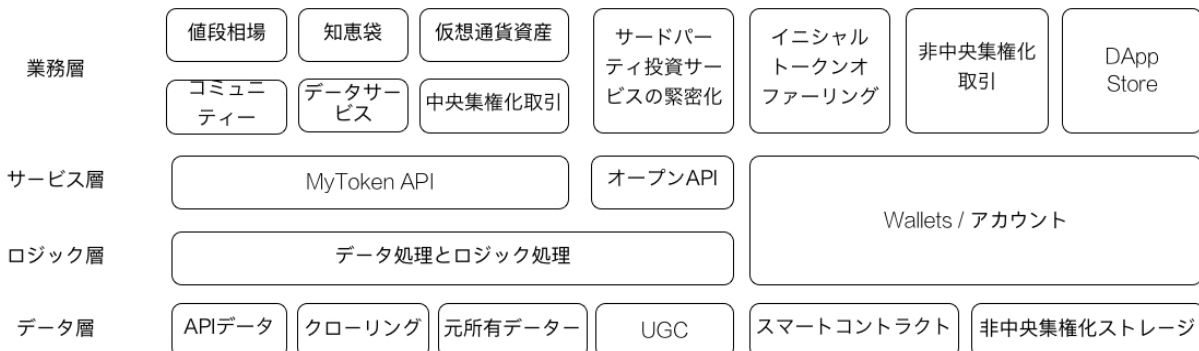 業務層
値段相場
知恵袋
仮想通貨資産
コミュニ
ティー
データサー
ビス
中央集権化取引
サードパー
ティ投資サー
ビスの緊密化
イニシャル
トークンオ
ファーリング
非中央集権化
取引
DApp
Store
サービス層
MyToken API
オープンAPI
Wallets / アカウント
ロジック層
データ処理とロジック処理
データ層
APIデータ
クローリング
元所有データー
UGC
スマートコントラクト
非中央集権化ストレージ